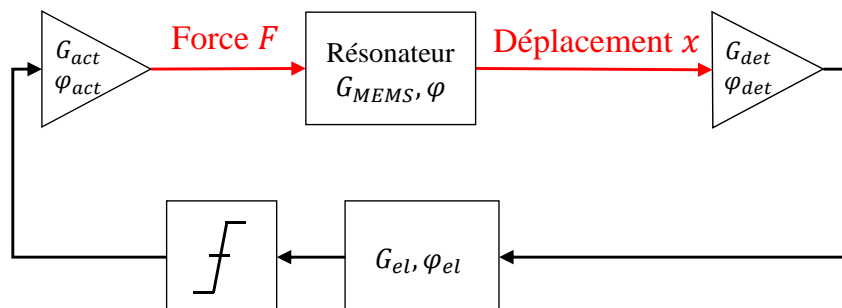 Force F
Déplacement x
G_act
φ_act
Résonateur
G_MEMS, φ
G_det
φ_det
G_el, φ_el